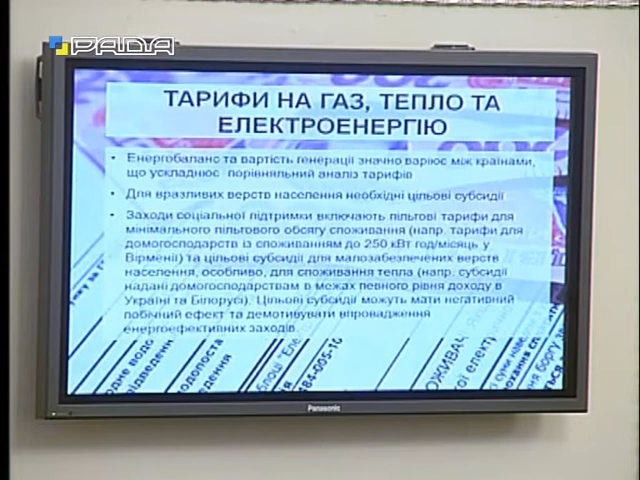 РАДА
ТАРИФИ НА ГАЗ, ТЕПЛО ТА
ЕЛЕКТРОЕНЕРГІЮ
• Енергобаланс та вартість генерації значно варіює між країнами,
що ускладнює порівняльний аналіз тарифів
• Для вразливих верств населення необхідні цільові субсидії
• Заходи соціальної підтримки включають пільгові тарифи для
мінімального пільгового обсягу споживання (напр. тарифи для
домогосподарств із споживанням до 250 кВт год/місяць у
Вірменії) та цільові субсидії для малозабезпечених верств
населення, особливо, для споживання тепла (напр. субсидії
надані домогосподарствам в межах певного рівня доходу в
Україні та Білорусі). Цільові субсидії можуть мати негативний
побічний ефект та демотивувати впровадження
енергоефективних заходів
484-005-16
Panasonic